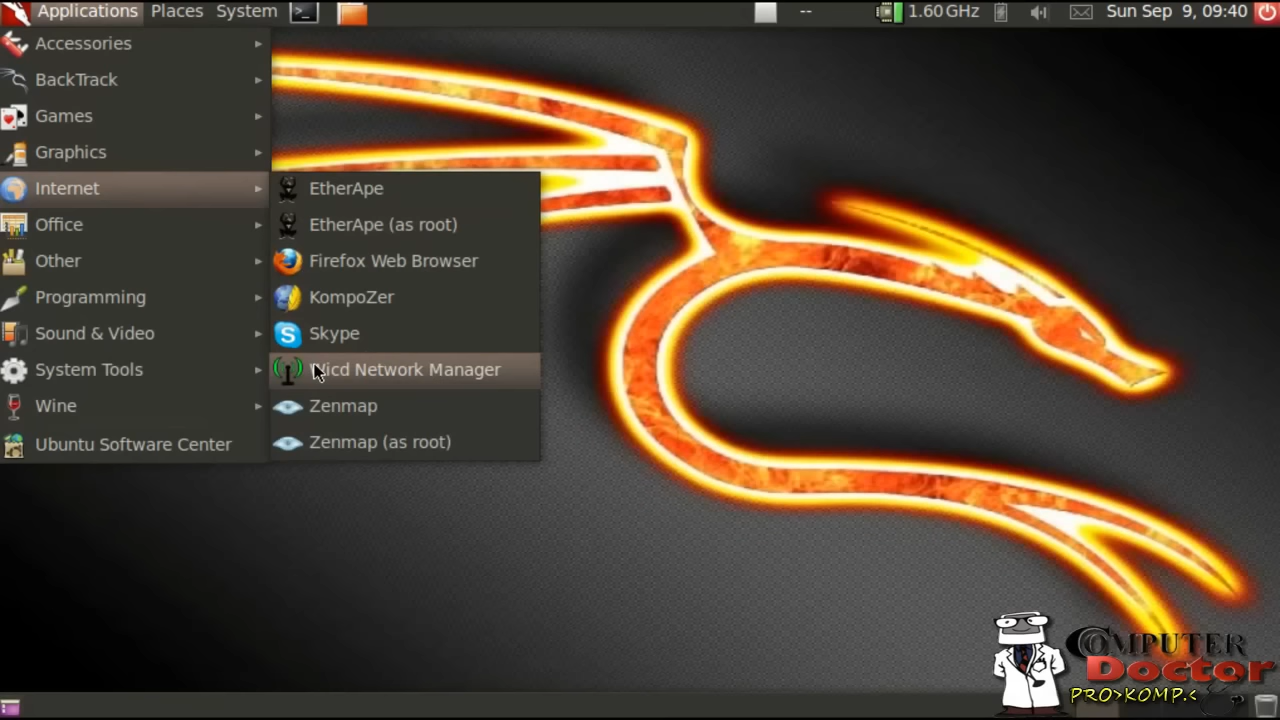 Applications Places System -- 1.60 GHz Sun Sep 9, 09:40
Accessories
BackTrack
Games
Graphics
Internet
Office
Other
Programming
Sound & Video
System Tools
Wine
Ubuntu Software Center
EtherApe
EtherApe (as root)
Firefox Web Browser
KompoZer
Skype
Wicd Network Manager
Zenmap
Zenmap (as root)
COMPUTER
Doctor
PRO>KOMP.<